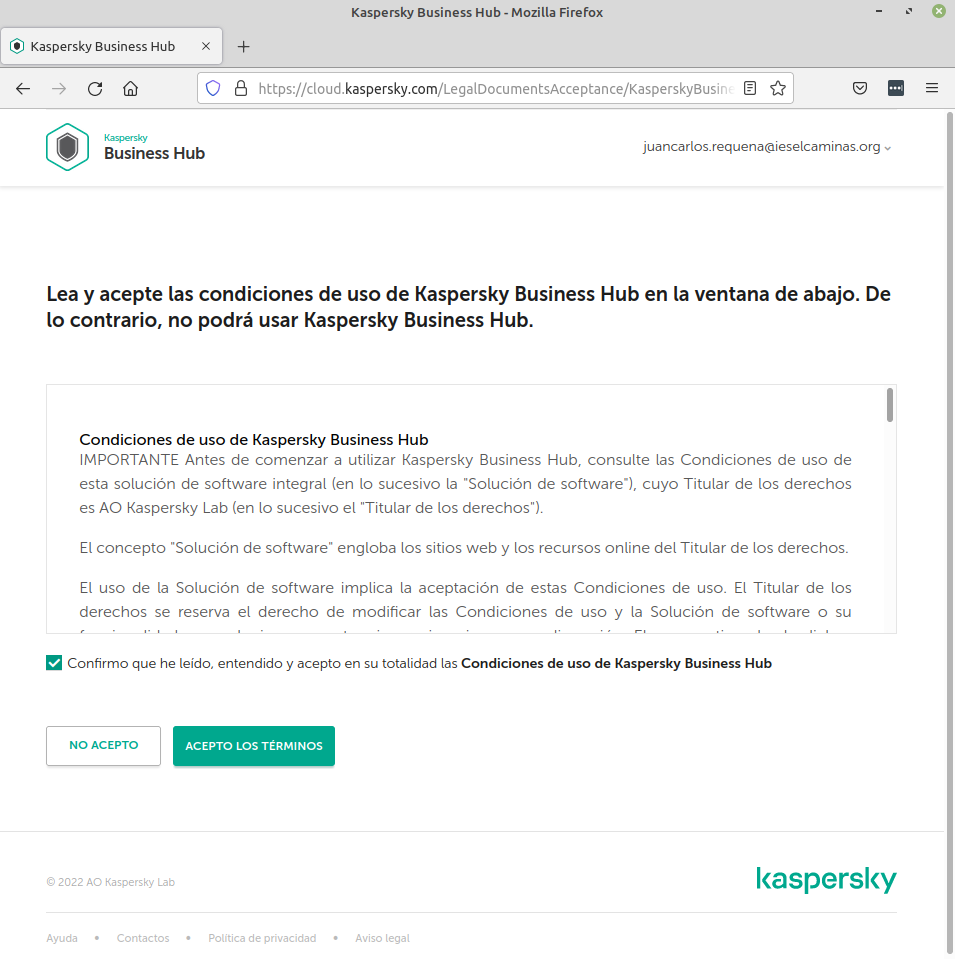 Kaspersky Business Hub - Mozilla Firefox
Kaspersky Business Hub
https://cloud.kaspersky.com/LegalDocumentsAcceptance/KasperskyBusine
Kaspersky
Business Hub
juancarlos.requena@ieselcaminas.org
Lea y acepte las condiciones de uso de Kaspersky Business Hub en la ventana de abajo. De
lo contrario, no podrá usar Kaspersky Business Hub.
Condiciones de uso de Kaspersky Business Hub
IMPORTANTE Antes de comenzar a utilizar Kaspersky Business Hub, consulte las Condiciones de uso de
esta solución de software integral (en lo sucesivo la "Solución de software"), cuyo Titular de los derechos
es AO Kaspersky Lab (en lo sucesivo el "Titular de los derechos").
El concepto "Solución de software" engloba los sitios web y los recursos online del Titular de los derechos.
El uso de la Solución de software implica la aceptación de estas Condiciones de uso. El Titular de los
derechos se reserva el derecho de modificar las Condiciones de uso y la Solución de software o su
Confirmo que he leído, entendido y acepto en su totalidad las Condiciones de uso de Kaspersky Business Hub
NO ACEPTO
ACEPTO LOS TÉRMINOS
© 2022 AO Kaspersky Lab
kaspersky
Ayuda • Contactos • Política de privacidad • Aviso legal